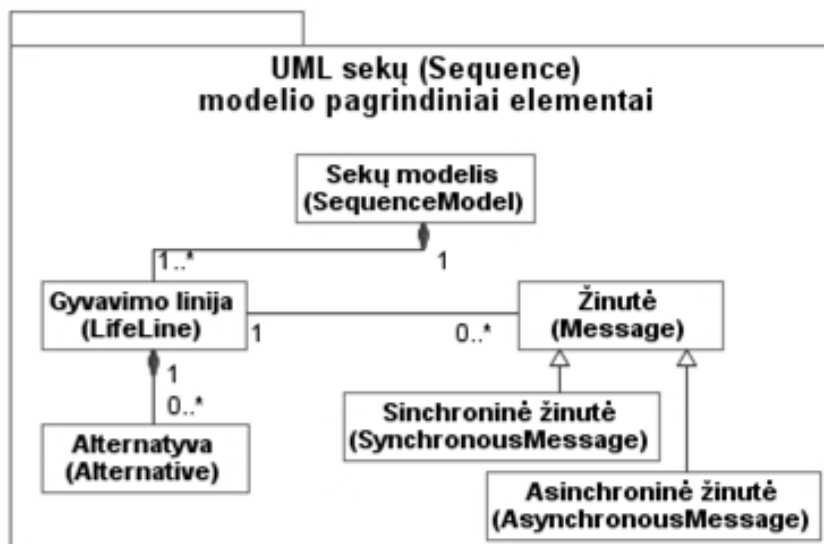 UML sekų (Sequence)
modelio pagrindiniai elementai
Sekų modelis
(SequenceModel)
1..*
1
Gyvavimo linija
(LifeLine)
1
0..*
Žinutė
(Message)
1
0..*
Sinchroninė žinutė
(SynchronousMessage)
Alternatyva
(Alternative)
Asinchroninė žinutė
(AsynchronousMessage)